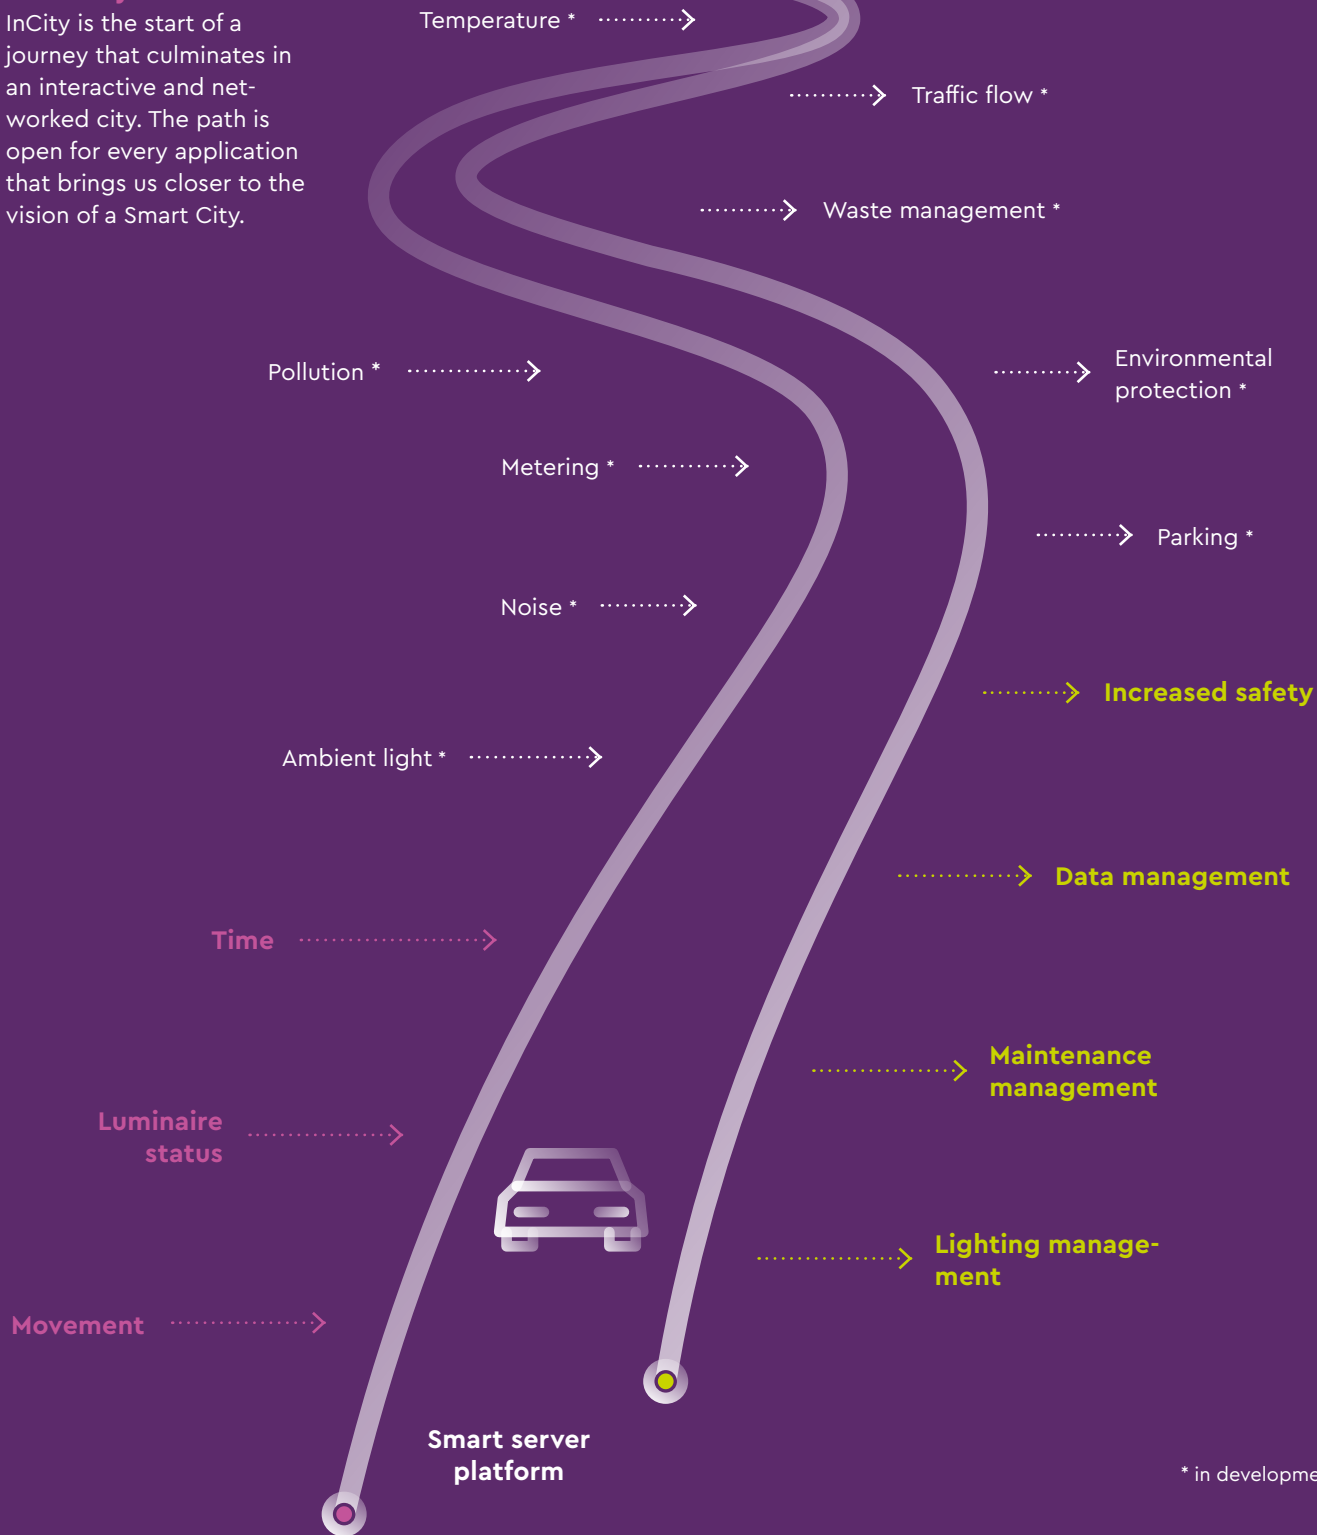 InCity is the start of a
journey that culminates in
an interactive and net-
worked city. The path is
open for every application
that brings us closer to the
vision of a Smart City.
Temperature *
Traffic flow *
Waste management *
Pollution *
Environmental
protection *
Metering *
Parking *
Noise *
Increased safety
Ambient light *
Data management
Time
Maintenance
management
Luminaire
status
Lighting manage-
ment
Movement
Smart server
platform
* in developme